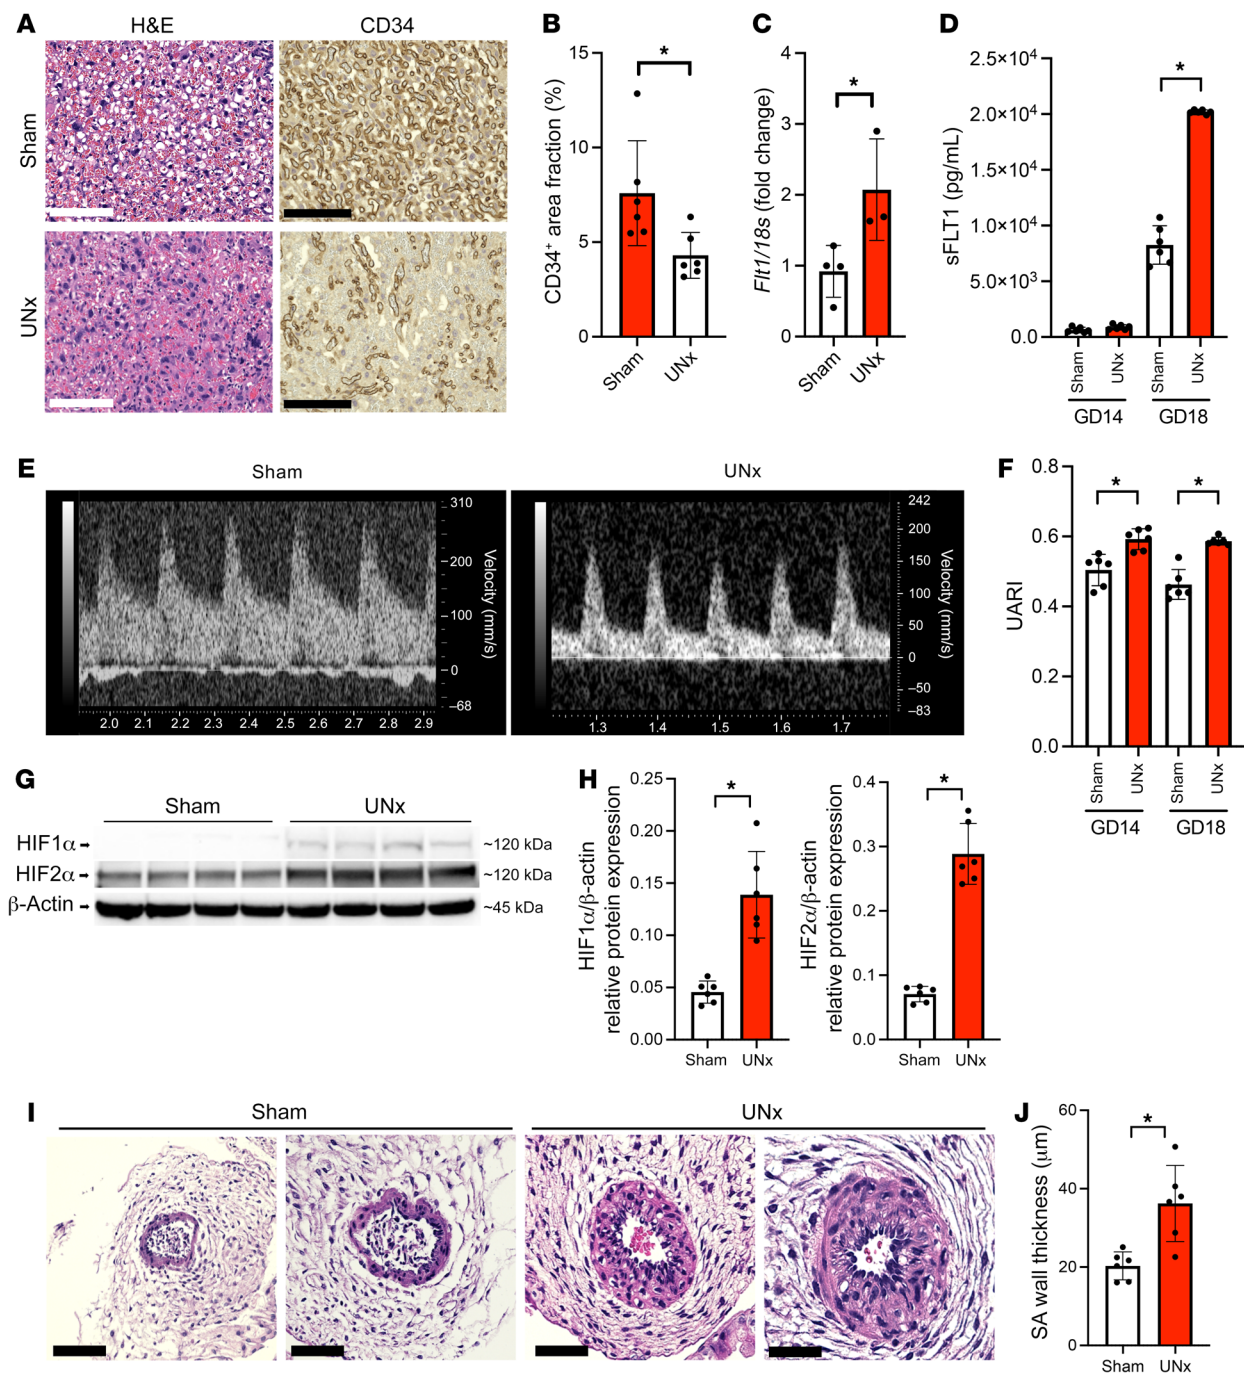 A
H&E
CD34
Sham
UNx
B
CD34+ area fraction (%)
15
10
5
0
*
Sham
UNx
C
Flt1/18s (fold change)
4
3
2
1
0
*
Sham
UNx
D
sFLT1 (pg/mL)
2.5×10⁴
2.0×10⁴
1.5×10⁴
1.0×10⁴
5.0×10³
0.0
*
Sham
UNx
Sham
UNx
GD14
GD18
E
Sham
310
200
100
0
–68
Velocity (mm/s)
2.0 2.1 2.2 2.3 2.4 2.5 2.6 2.7 2.8 2.9
UNx
242
200
150
100
50
0
–50
–83
Velocity (mm/s)
1.3 1.4 1.5 1.6 1.7
F
UARI
0.8
0.6
0.4
0.2
0.0
*
*
Sham
UNx
Sham
UNx
GD14
GD18
G
Sham UNx
HIF1α ~120 kDa
HIF2α ~120 kDa
β-Actin ~45 kDa
H
HIF1α/β-actin
relative protein expression
0.25
0.20
0.15
0.10
0.05
0.00
*
Sham UNx
HIF2α/β-actin
relative protein expression
0.4
0.3
0.2
0.1
0.0
*
Sham UNx
I
Sham
UNx
J
SA wall thickness (μm)
60
40
20
0
*
Sham UNx